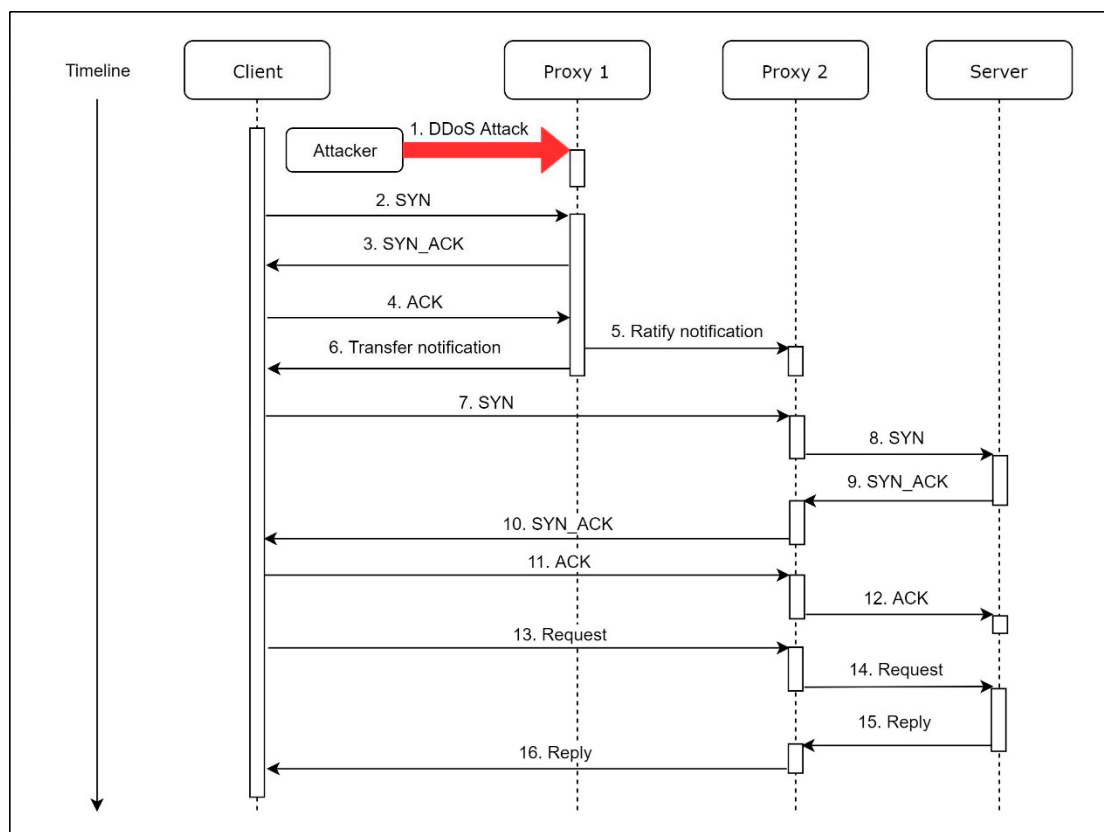 Timeline
Client
Proxy 1
Proxy 2
Server
1. DDoS Attack
Attacker
2. SYN
3. SYN_ACK
4. ACK
5. Ratify notification
6. Transfer notification
7. SYN
8. SYN
9. SYN_ACK
10. SYN_ACK
11. ACK
12. ACK
13. Request
14. Request
15. Reply
16. Reply